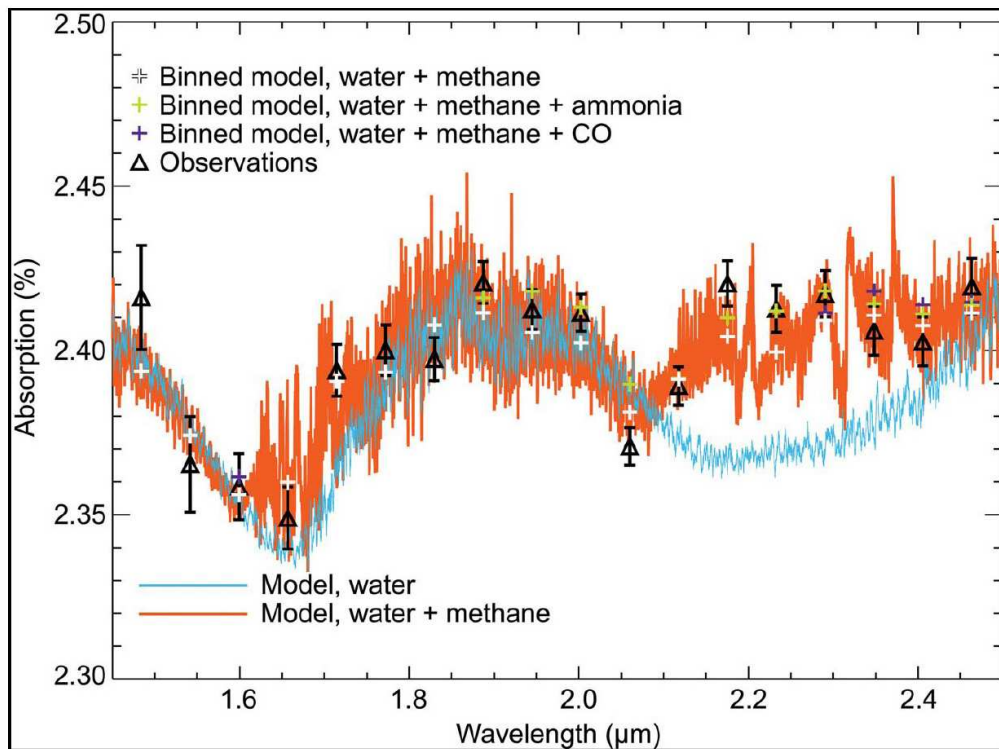 2.50
Binned model, water + methane
Binned model, water + methane + ammonia
Binned model, water + methane + CO
Observations
2.45
2.40
Absorption (%)
2.35
Model, water
Model, water + methane
2.30
1.6 1.8 2.0 2.2 2.4
Wavelength (µm)